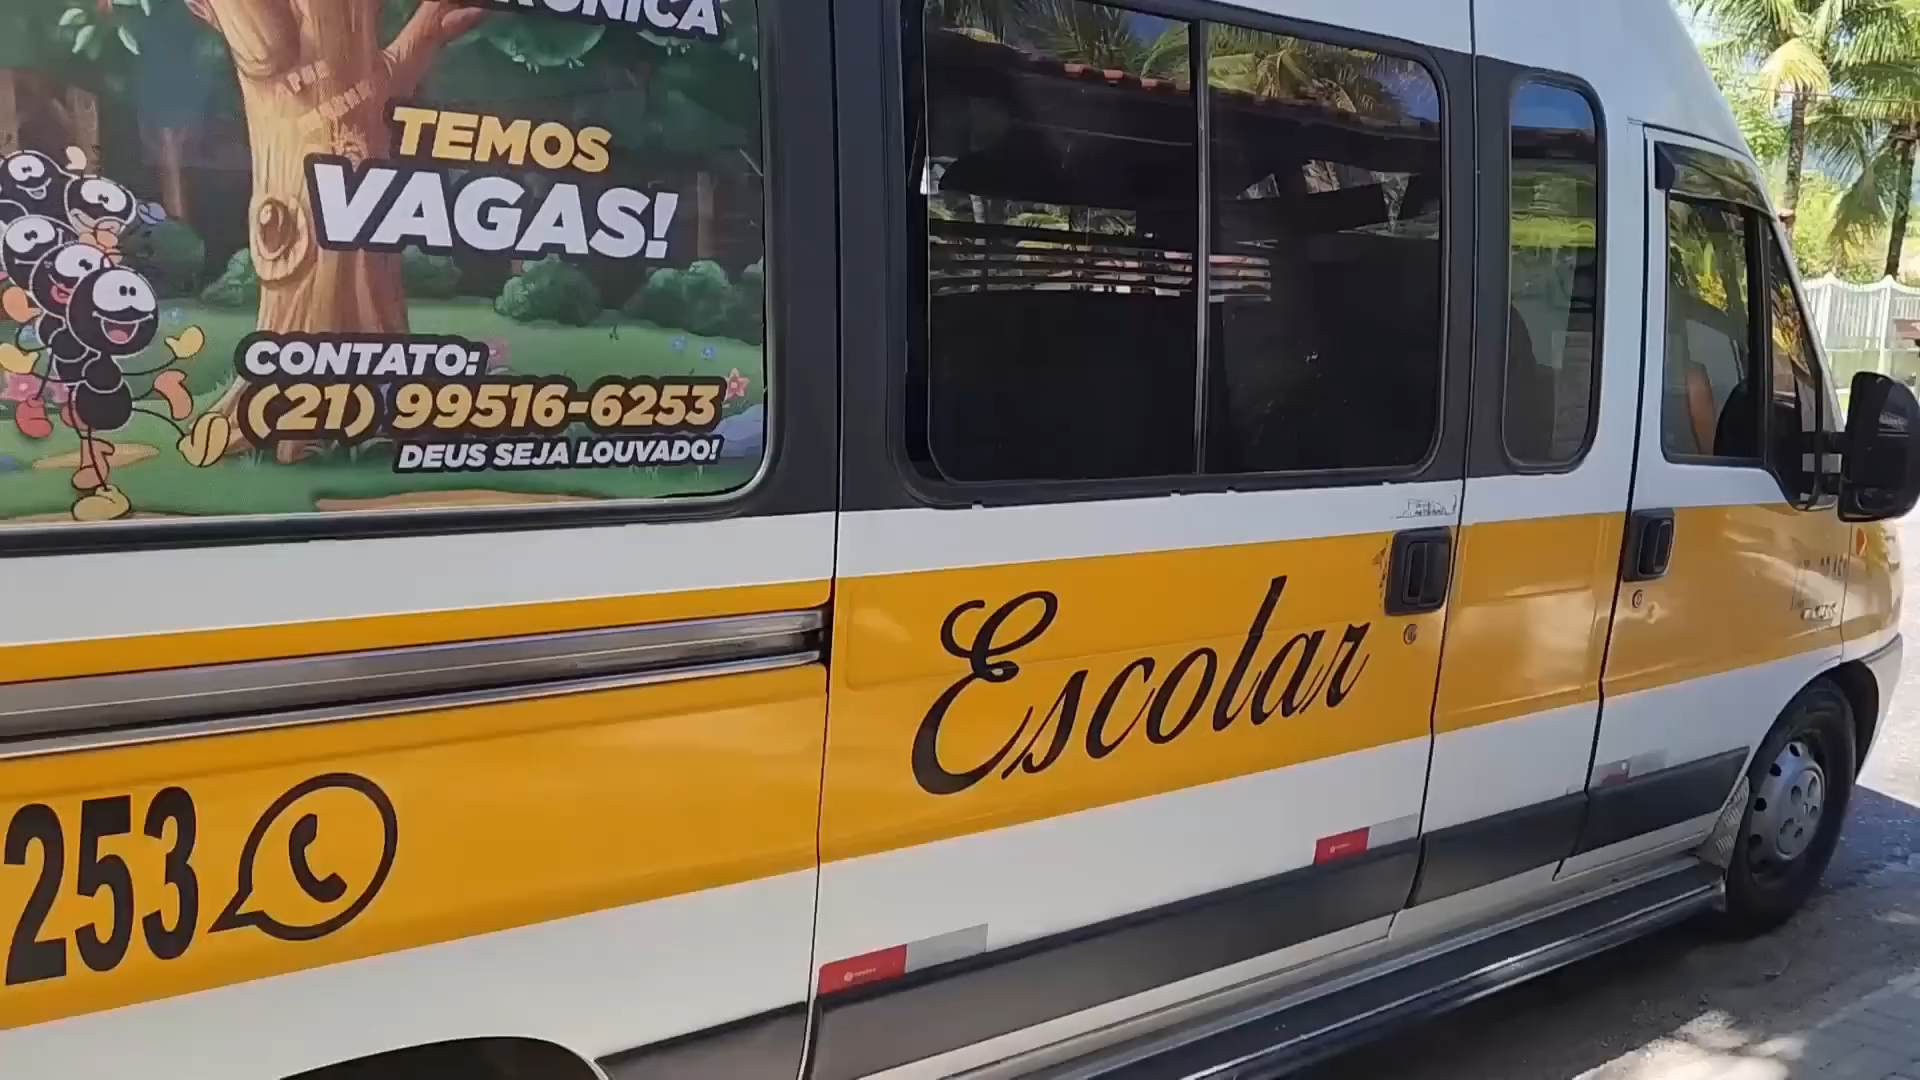 TEMOS
VAGAS!
CONTATO:
(21) 99516-6253
DEUS SEJA LOUVADO!
Escolar
253